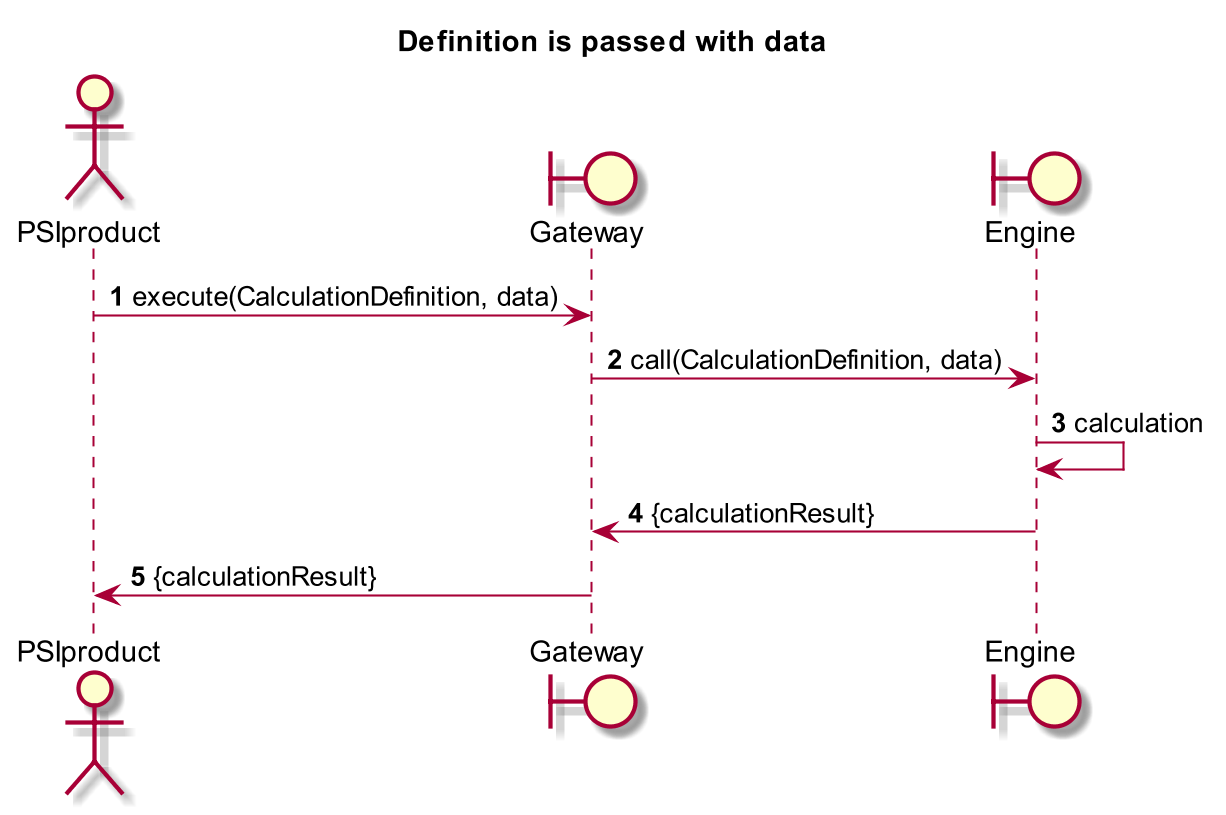 Definition is passed with data
PSIproduct
Gateway
Engine
1 execute(CalculationDefinition, data)
2 call(CalculationDefinition, data)
3 calculation
4 {calculationResult}
5 {calculationResult}
PSIproduct
Gateway
Engine